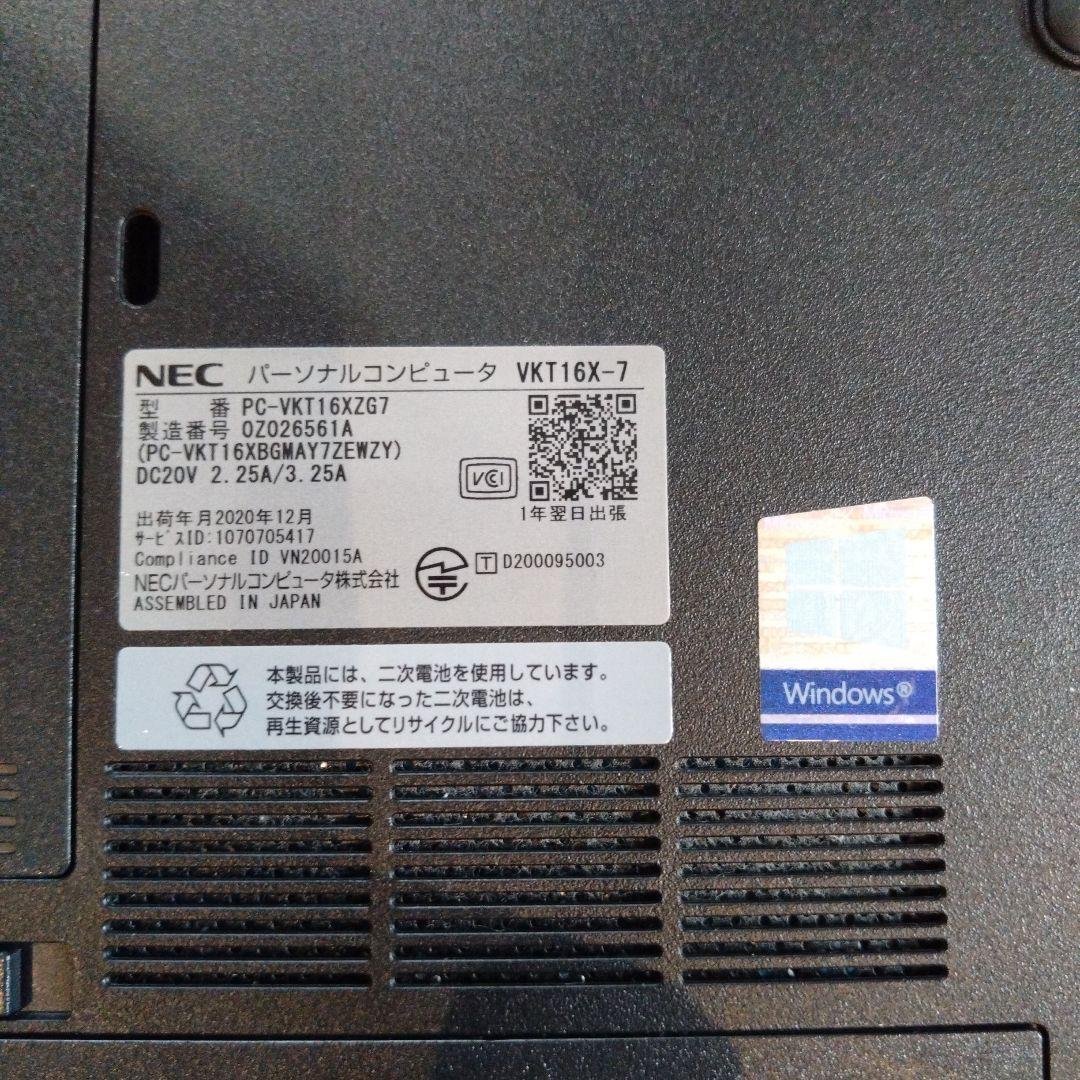 NEC パーソナルコンピュータ VKT16X-7
型 番 PC-VKT16XZG7
製造番号 0Z026561A
(PC-VKT16XBGMAY7ZEWZY)
DC20V 2.25A/3.25A
VCI
1年翌日出張
出荷年月2020年12月
サービスID:1070705417
Compliance ID VN20015A
T D200095003
NECパーソナルコンピュータ株式会社
ASSEMBLED IN JAPAN
本製品には、二次電池を使用しています。
交換後不要になった二次電池は、
再生資源としてリサイクルにご協力下さい。
Windows®